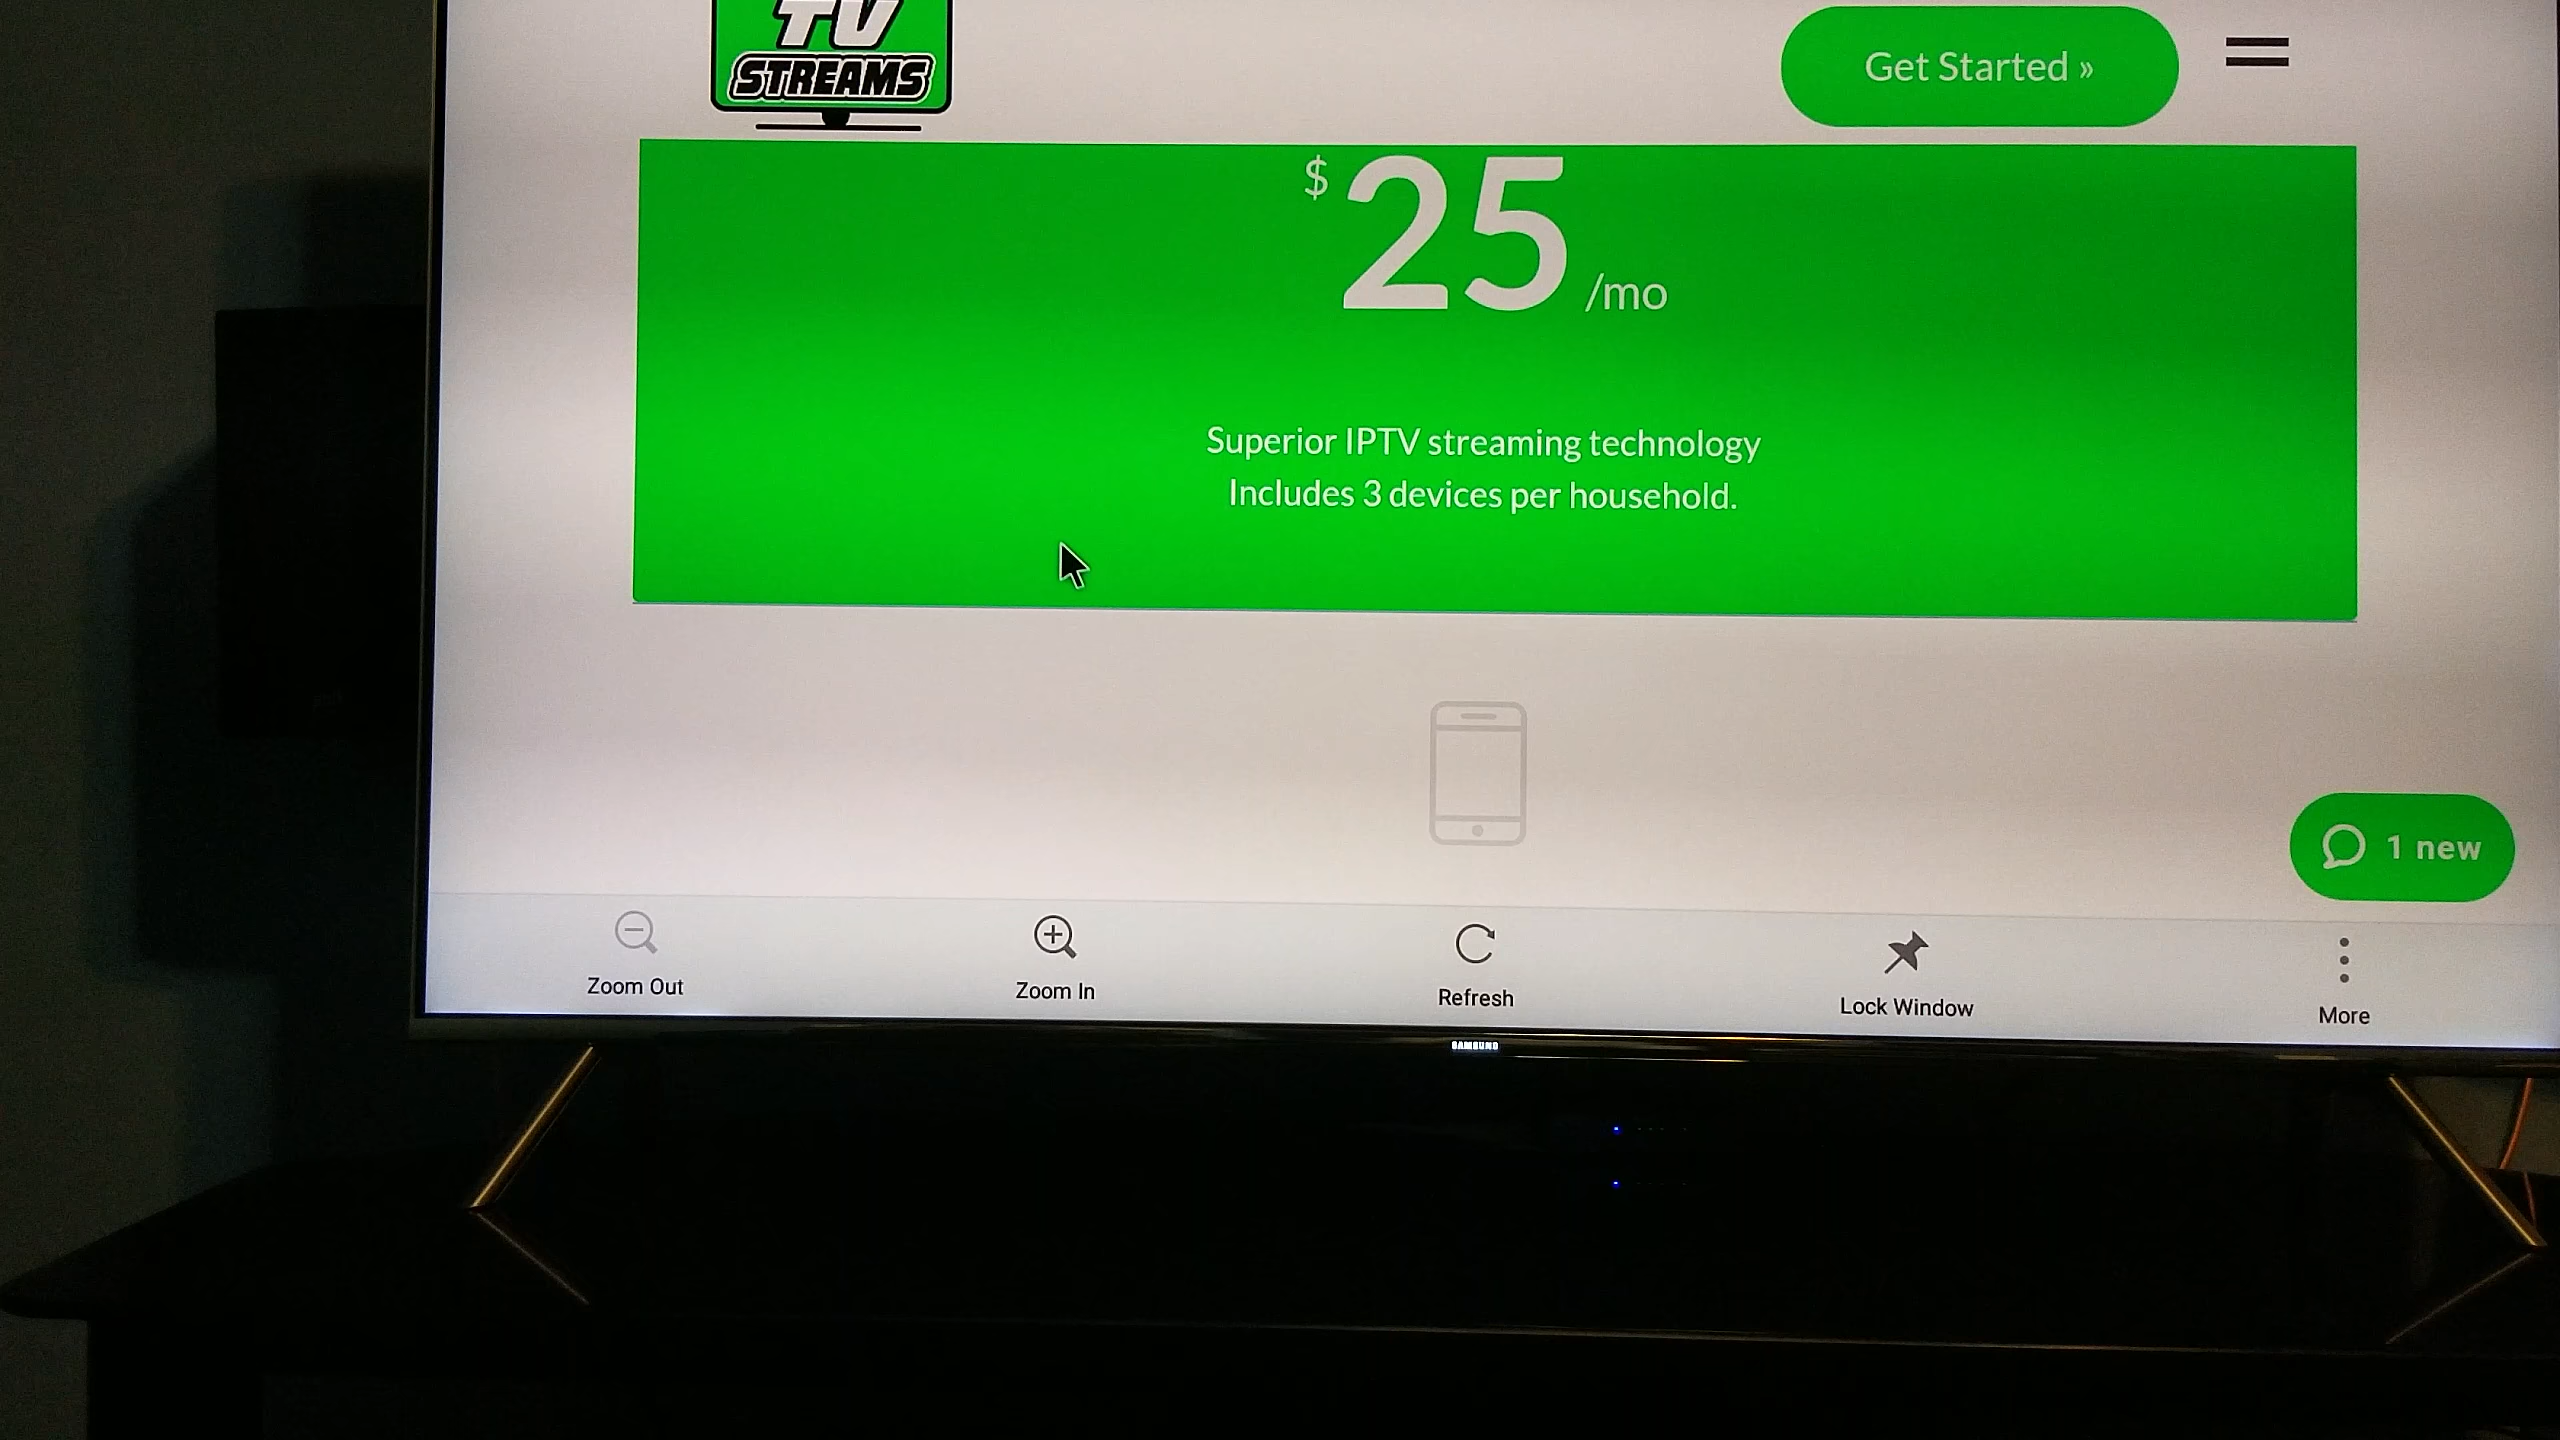 TV
STREAMS
Get Started »
$25/mo
Superior IPTV streaming technology
Includes 3 devices per household.
1 new
Zoom Out
Zoom In
Refresh
Lock Window
More
SAMSUNG